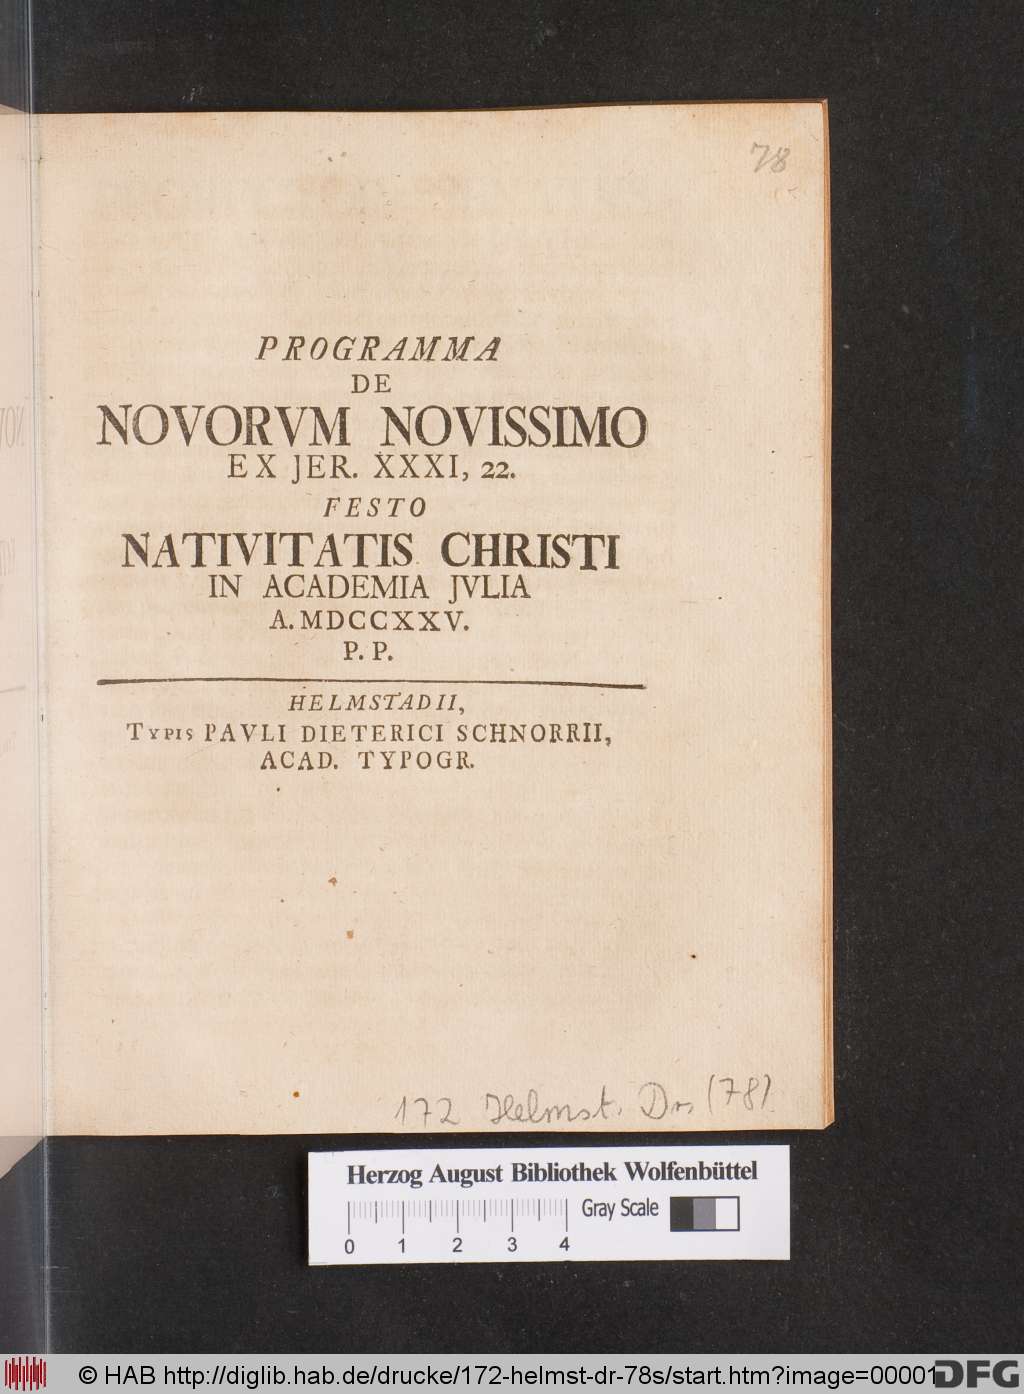 78
PROGRAMMA
DE
NOVORVM NOVISSIMO
EX JER. XXXI, 22.
FESTO
NATIVITATIS CHRISTI
IN ACADEMIA JVLIA
A. MDCCXXV.
P. P.
HELMSTADII,
TYPIS PAVLI DIETERICI SCHNORRII,
ACAD. TYPOGR.
172 Helmst. Dr. (78)
Herzog August Bibliothek Wolfenbüttel
Gray Scale
0 1 2 3 4
© HAB http://diglib.hab.de/drucke/172-helmst-dr-78s/start.htm?image=00001
DFG